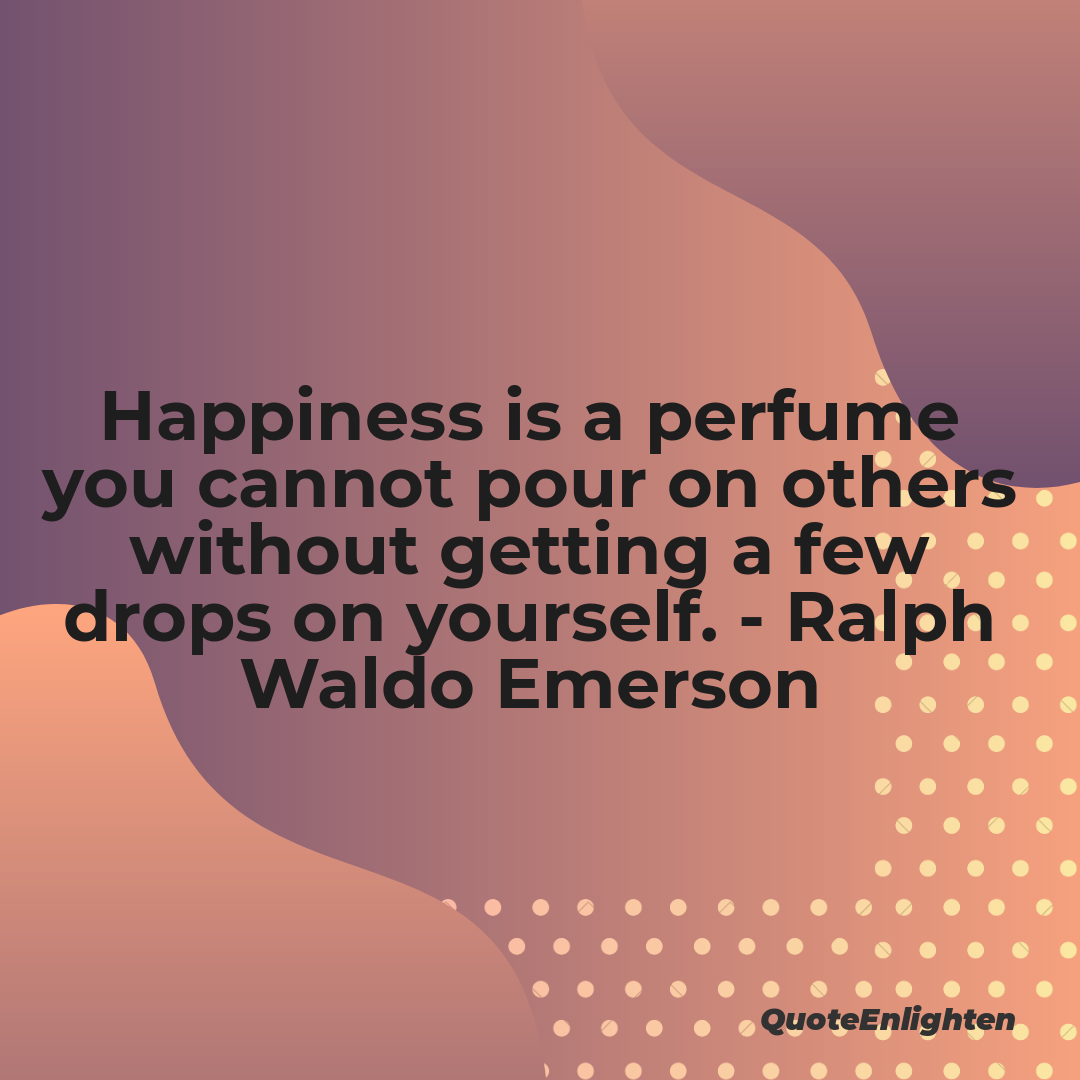 Happiness is a perfume
you cannot pour on others
without getting a few
drops on yourself. - Ralph
Waldo Emerson
QuoteEnlighten